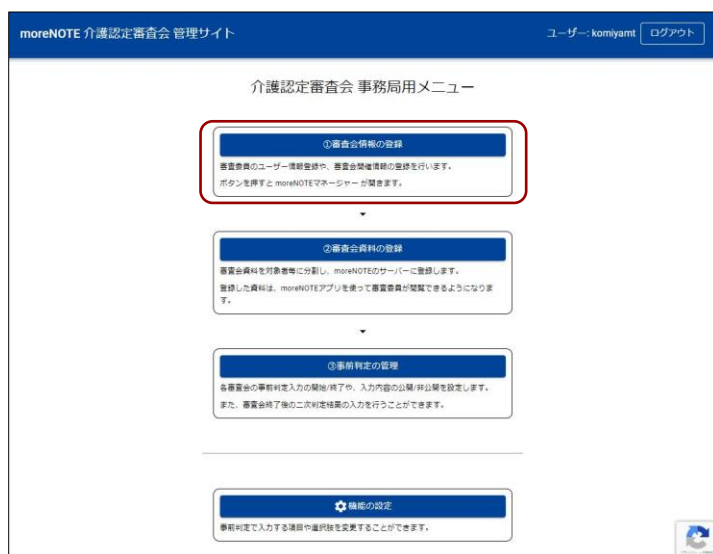 moreNOTE 介護認定審査会 管理サイト
ユーザー: komiyamt
ログアウト
介護認定審査会 事務局用メニュー
①審査会情報の登録
審査委員のユーザー情報登録や、審査会開催情報の登録を行います。
ボタンを押すと moreNOTEマネージャー が開きます。
②審査会資料の登録
審査会資料を対象者毎に分割し、moreNOTEのサーバーに登録します。
登録した資料は、moreNOTEアプリを使って審査委員が閲覧できるようになりま
す。
③事前判定の管理
各審査会の事前判定入力の開始/終了や、入力内容の公開/非公開を設定します。
また、審査会終了後の二次判定結果の入力を行うことができます。
機能の設定
事前判定で入力する項目や選択肢を変更することができます。